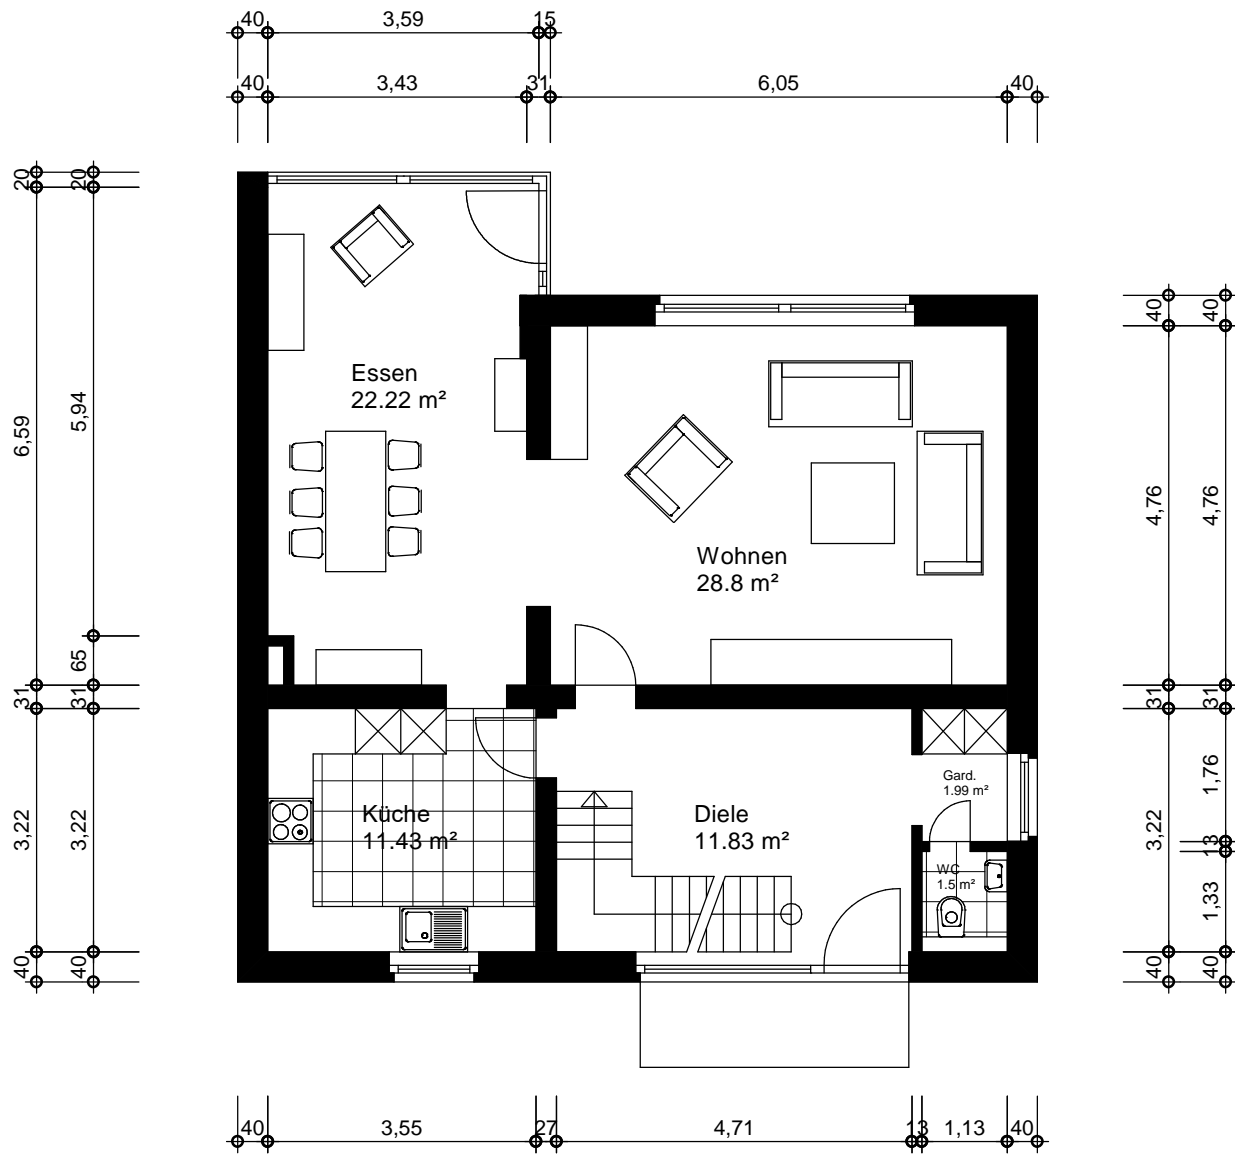 40 3,59 15
40 3,43 31 6,05 40
20 20
6,59 5,94
65
31 31
3,22 3,22
40 40
Essen
22.22 m²
Wohnen
28.8 m²
Küche
11.43 m²
Diele
11.83 m²
Gard.
1.99 m²
WC
1.5 m²
40 40
4,76 4,76
31 31
3,22 1,76
13
1,33
40 40
40 3,55 27 4,71 13 1,13 40